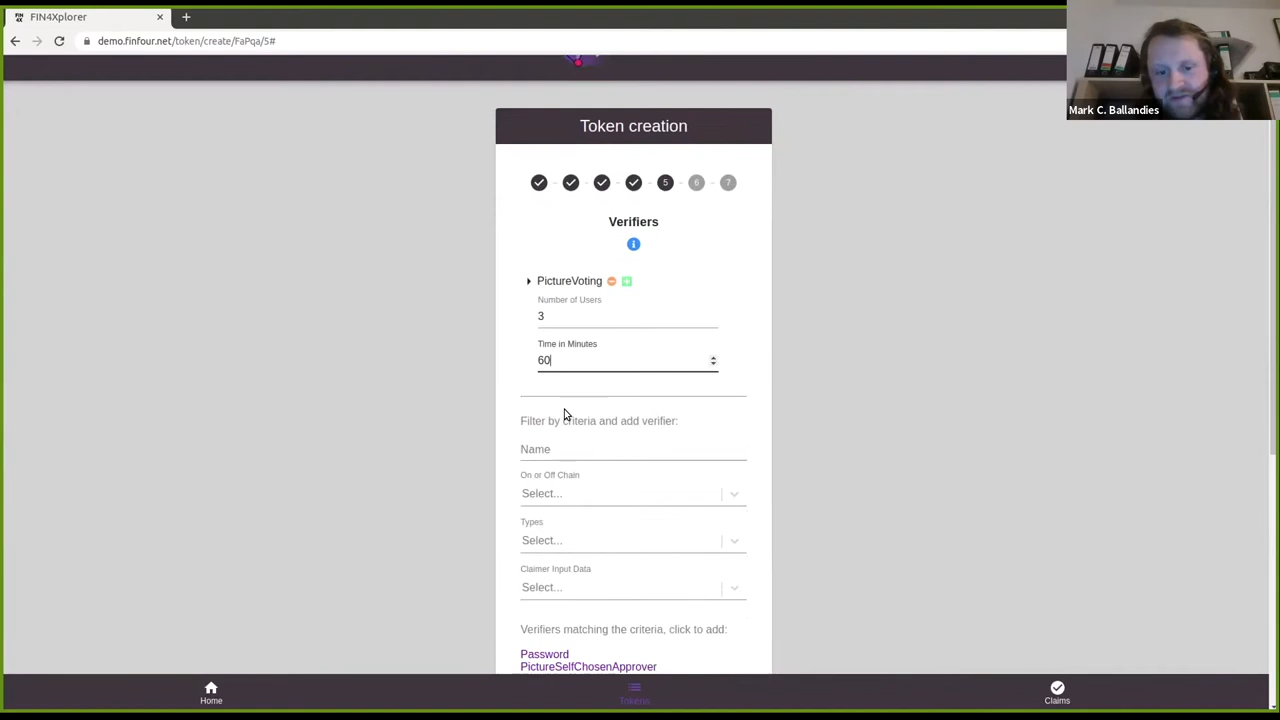 FIN4X
FIN4Xplorer
demo.finfour.net/token/create/FaPqa/5#
Mark C. Ballandies
Token creation
5 6 7
Verifiers
PictureVoting
Number of Users
3
Time in Minutes
60
Filter by criteria and add verifier:
Name
On or Off Chain
Select...
Types
Select...
Claimer Input Data
Select...
Verifiers matching the criteria, click to add:
Password
PictureSelfChosenApprover
Home Tokens Claims